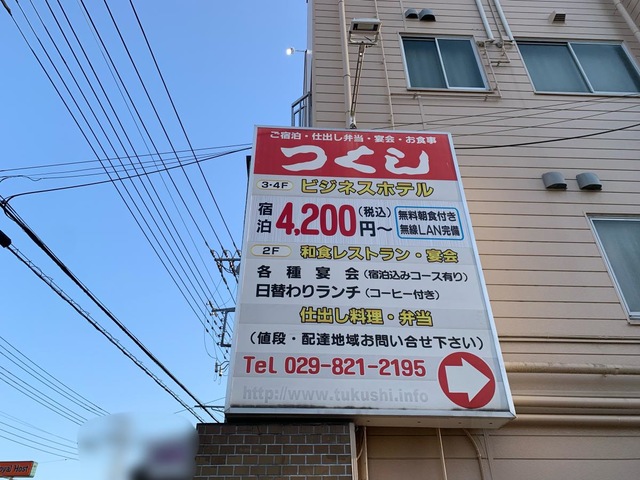 ご宿泊・仕出し弁当・宴会・お食事
つくし
3・4F ビジネスホテル
宿泊 4,200円～ (税込) 無料朝食付き 無線LAN完備
2F 和食レストラン・宴会
各種宴会(宿泊込みコース有り)
日替わりランチ(コーヒー付き)
仕出し料理・弁当
(値段・配達地域お問い合せ下さい)
Tel 029-821-2195
http://www.tukushi.info
Royal Host